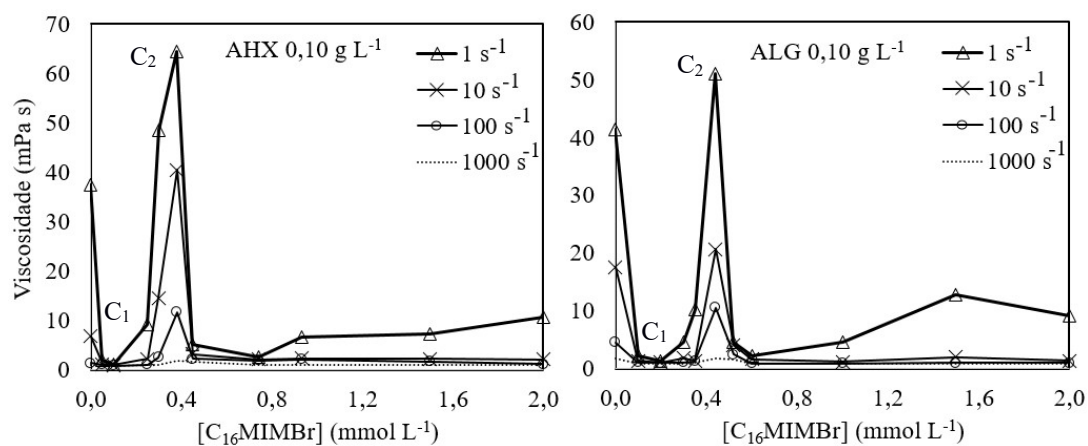 Viscosidade (mPa s)
70
60
50
40
30
20
10
0
AHX 0,10 g L⁻¹
C₂
C₁
1 s⁻¹
10 s⁻¹
100 s⁻¹
1000 s⁻¹
0,0 0,4 0,8 1,2 1,6 2,0
[C₁₆MIMBr] (mmol L⁻¹)
60
50
40
30
20
10
0
ALG 0,10 g L⁻¹
C₂
C₁
1 s⁻¹
10 s⁻¹
100 s⁻¹
1000 s⁻¹
0,0 0,4 0,8 1,2 1,6 2,0
[C₁₆MIMBr] (mmol L⁻¹)